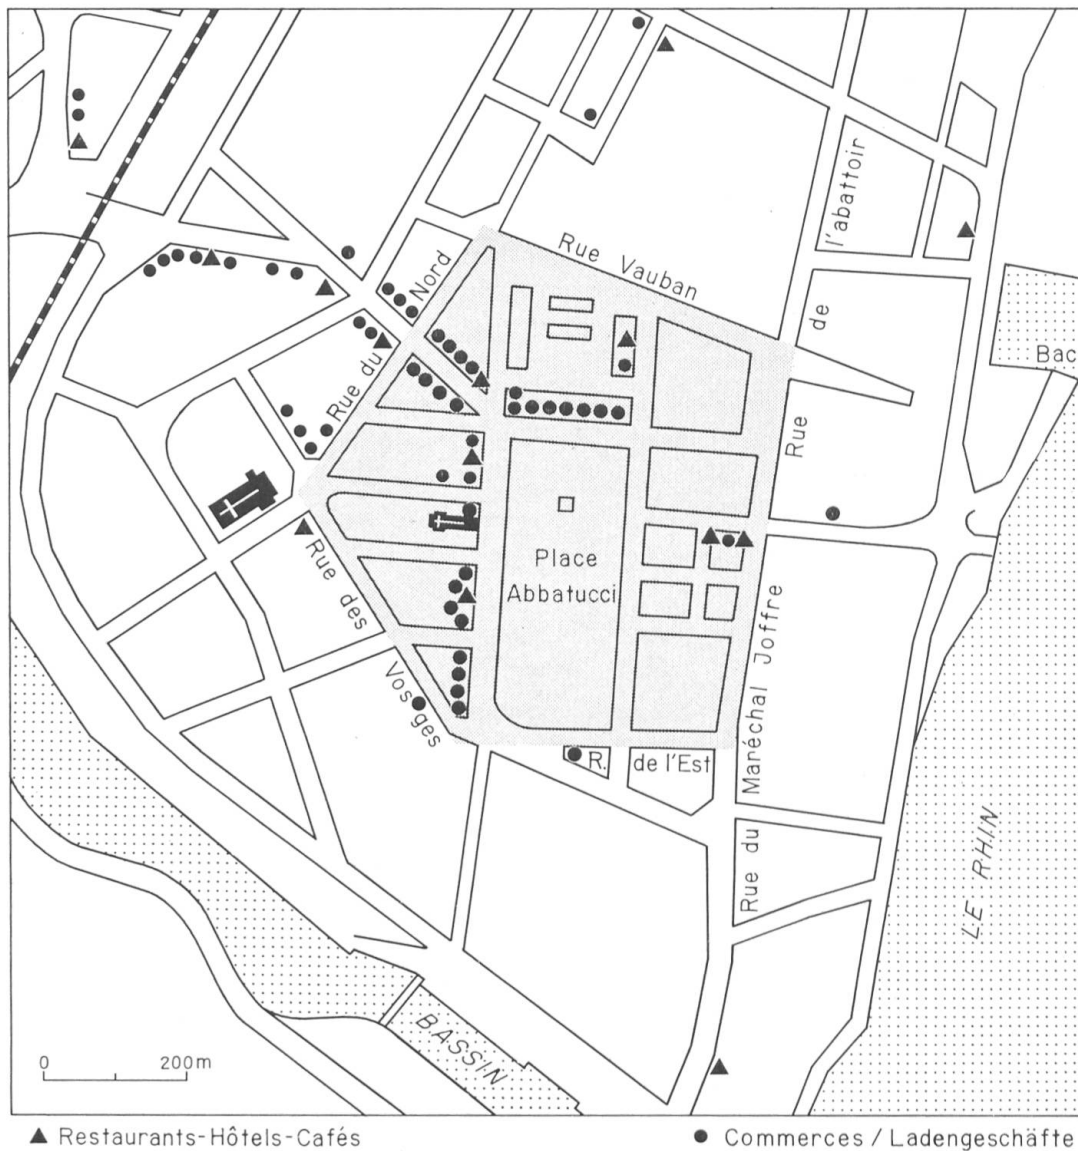 Rue Vauban
l'abattoir
de
Rue
Bac
Nord
Rue du
Place
Abbatucci
Rue des
Vosges
Maréchal Joffre
Rue du
R. de l'Est
LE RHIN
BASSIN
0 200m
▲ Restaurants-Hôtels-Cafés
● Commerces / Ladengeschäfte